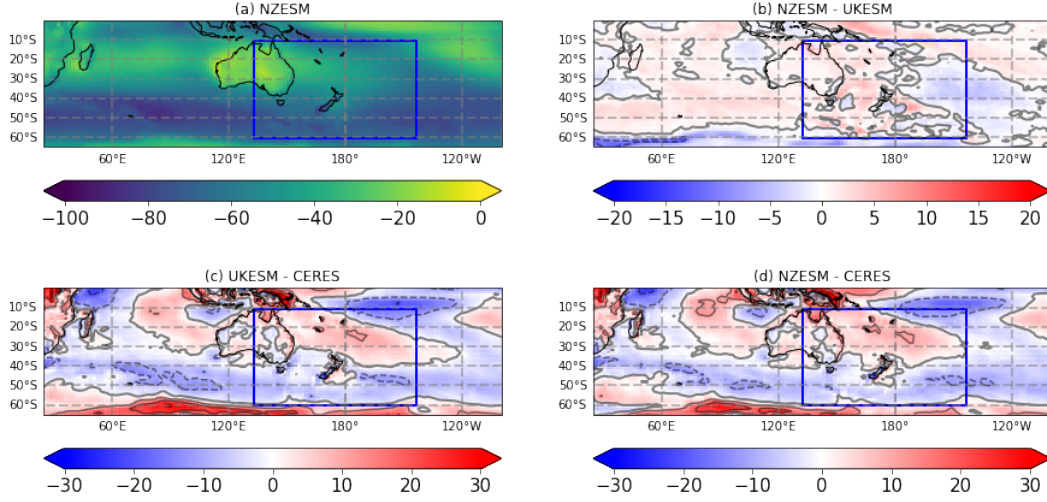 (a) NZESM
10°S
20°S
30°S
40°S
50°S
60°S
60°E 120°E 180° 120°W
−100 −80 −60 −40 −20 0
(b) NZESM - UKESM
10°S
20°S
30°S
40°S
50°S
60°S
60°E 120°E 180° 120°W
−20 −15 −10 −5 0 5 10 15 20
(c) UKESM - CERES
10°S
20°S
30°S
40°S
50°S
60°S
60°E 120°E 180° 120°W
−30 −20 −10 0 10 20 30
(d) NZESM - CERES
10°S
20°S
30°S
40°S
50°S
60°S
60°E 120°E 180° 120°W
−30 −20 −10 0 10 20 30